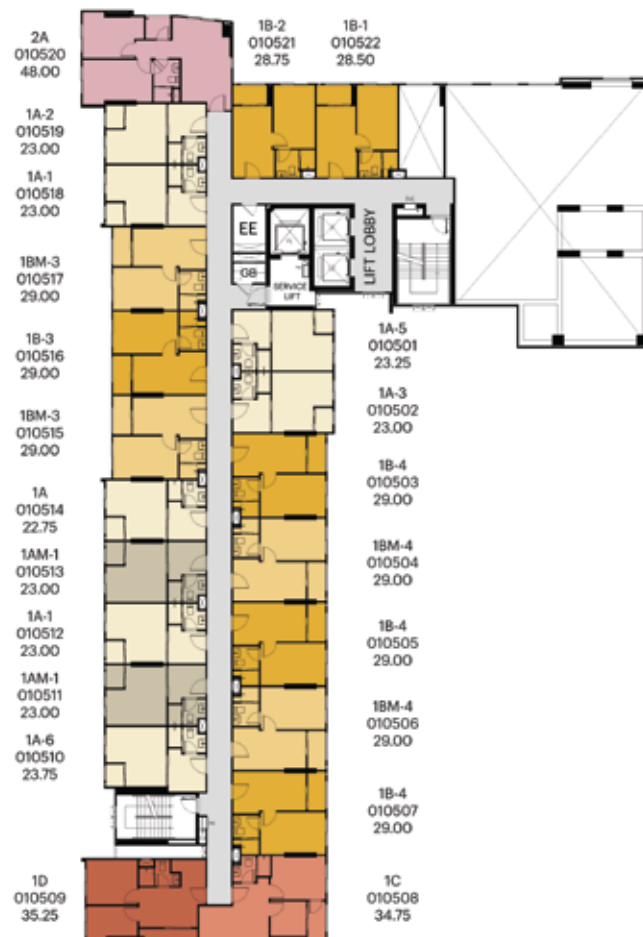 2A
010520
48.00
1B-2
010521
28.75
1B-1
010522
28.50
1A-2
010519
23.00
1A-1
010518
23.00
1BM-3
010517
29.00
1B-3
010516
29.00
1BM-3
010515
29.00
1A
010514
22.75
1AM-1
010513
23.00
1A-1
010512
23.00
1AM-1
010511
23.00
1A-6
010510
23.75
1D
010509
35.25
EE
GB
SERVICE
LIFT
LIFT LOBBY
1A-5
010501
23.25
1A-3
010502
23.00
1B-4
010503
29.00
1BM-4
010504
29.00
1B-4
010505
29.00
1BM-4
010506
29.00
1B-4
010507
29.00
1C
010508
34.75